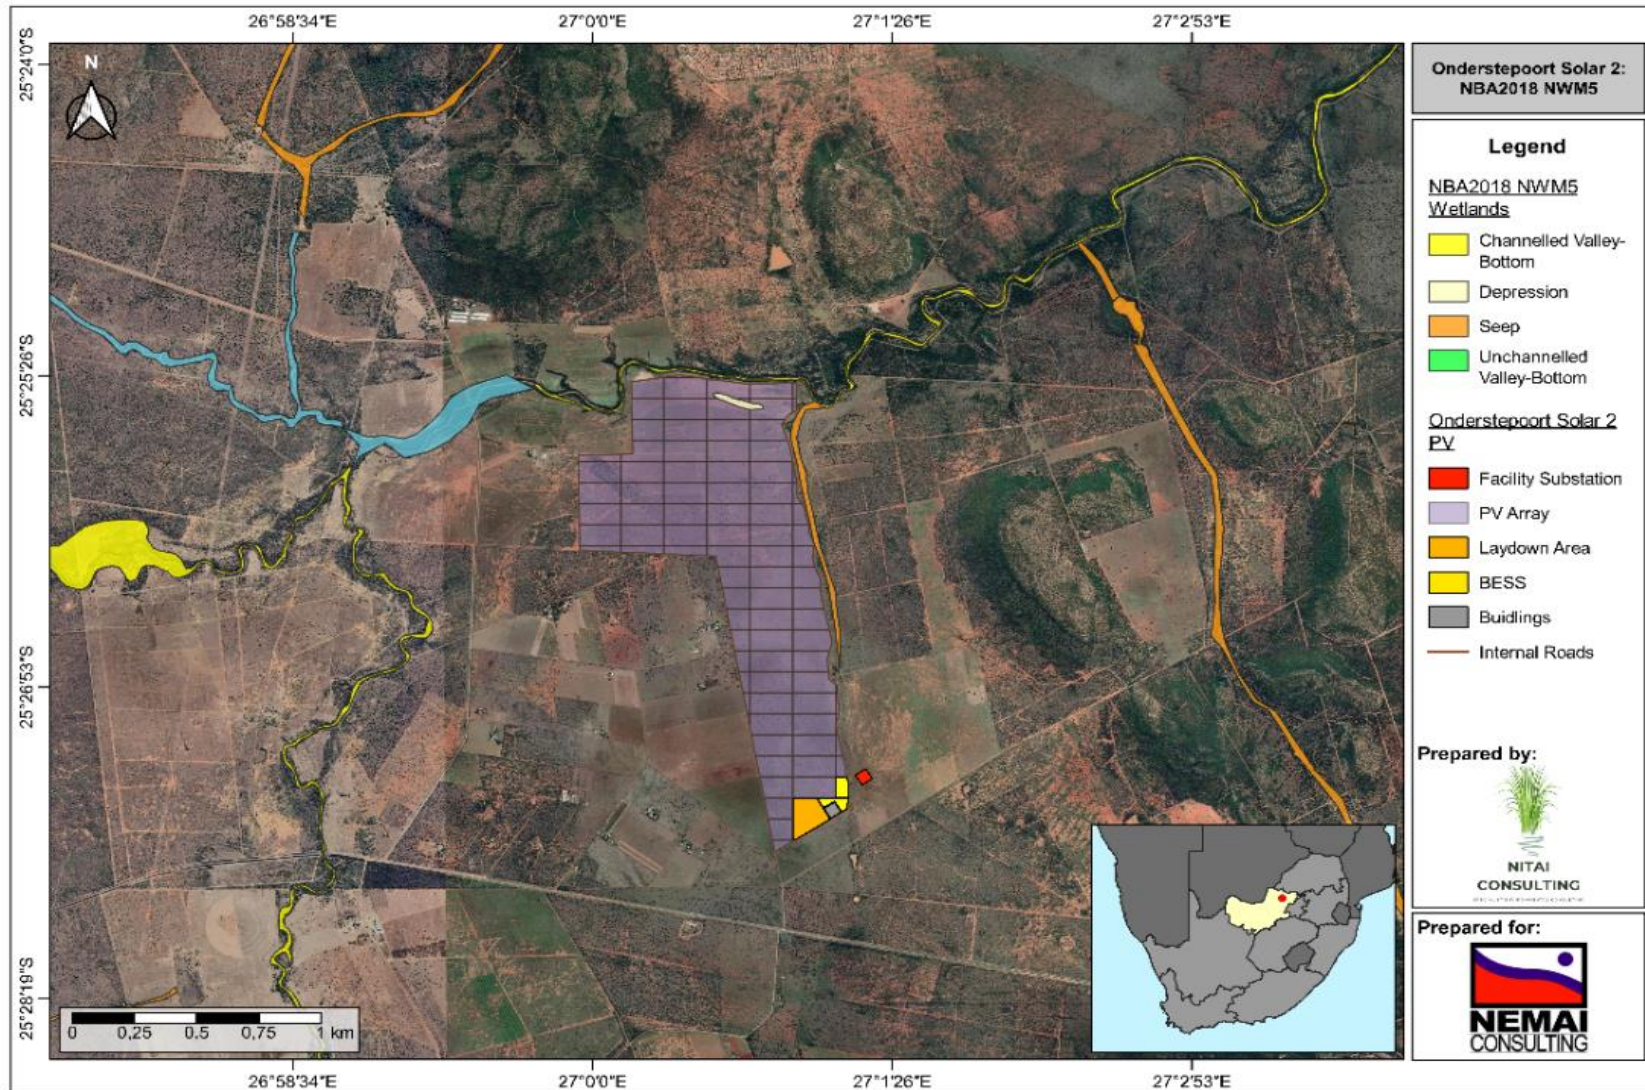 26°58'34"E
27°0'0"E
27°1'26"E
27°2'53"E
25°24'0"S
25°25'26"S
25°26'53"S
25°28'19"S
N
0
0,25
0,5
0,75
1 km
26°58'34"E
27°0'0"E
27°1'26"E
27°2'53"E
Onderstepoort Solar 2:
NBA2018 NWM5
Legend
NBA2018 NWM5
Wetlands
Channelled Valley-
Bottom
Depression
Seep
Unchannelled
Valley-Bottom
Onderstepoort Solar 2
PV
Facility Substation
PV Array
Laydown Area
BESS
Buidlings
Internal Roads
Prepared by:
NITAI
CONSULTING
Prepared for:
NEMAI
CONSULTING